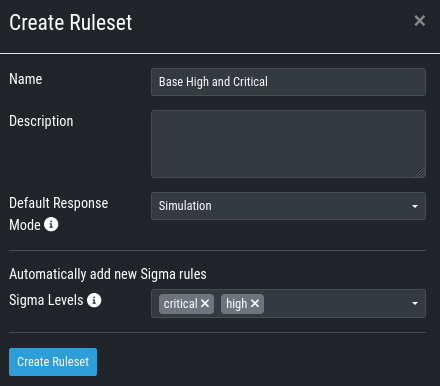 Create Ruleset ×
Name Base High and Critical
Description
Default Response Mode Simulation
Automatically add new Sigma rules
Sigma Levels critical × high ×
Create Ruleset